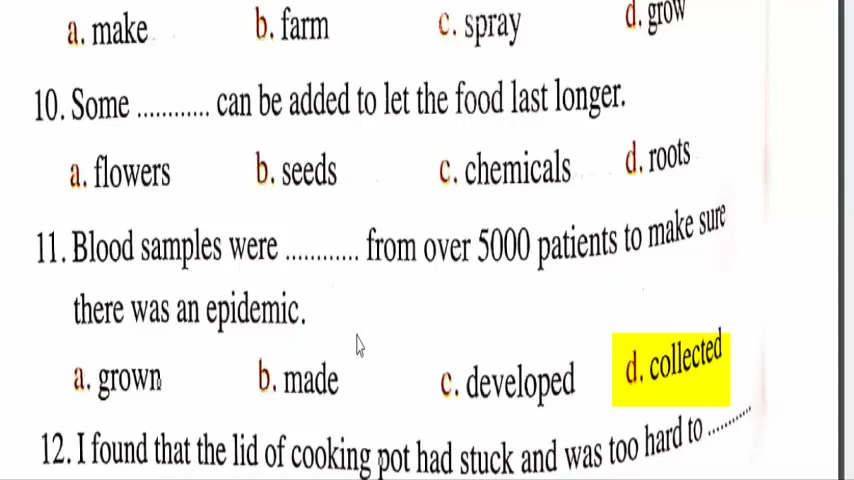 a. make b. farm c. spray d. grow
10. Some ............ can be added to let the food last longer.
a. flowers b. seeds c. chemicals d. roots
11. Blood samples were ............ from over 5000 patients to make sure
there was an epidemic.
a. grown b. made c. developed d. collected
12. I found that the lid of cooking pot had stuck and was too hard to ..........